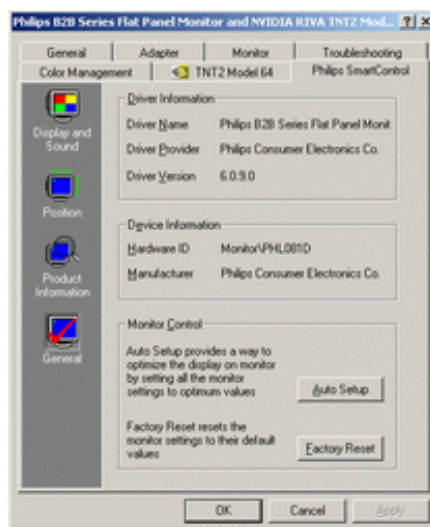 Philips B2B Series Flat Panel Monitor and NVIDIA RIVA TNT2 Mod...
General Adapter Monitor Troubleshooting
Color Management TNT2 Model 64 Philips SmartControl
Display and
Sound
Position
Product
Information
General
Driver Information
Driver Name Philips B2B Series Flat Panel Monit
Driver Provider Philips Consumer Electronics Co.
Driver Version 6.0.9.0
Device Information
Hardware ID Monitor\PHL081D
Manufacturer Philips Consumer Electronics Co.
Monitor Control
Auto Setup provides a way to
optimize the display on monitor
by setting all the monitor
settings to optimum values
Auto Setup
Factory Reset resets the
monitor settings to their default
values
Factory Reset
OK Cancel Apply